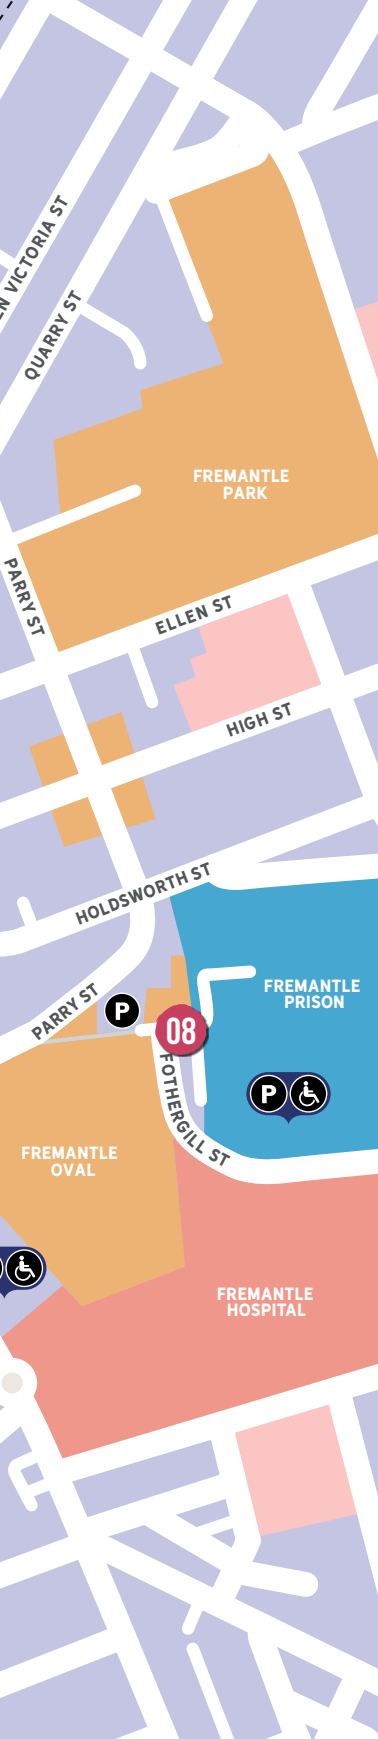 EN VICTORIA ST
QUARRY ST
FREMANTLE
PARK
PARRY ST
ELLEN ST
HIGH ST
HOLDSWORTH ST
FREMANTLE
PRISON
PARRY ST
P
08
P
FOTHERGILL ST
FREMANTLE
OVAL
FREMANTLE
HOSPITAL